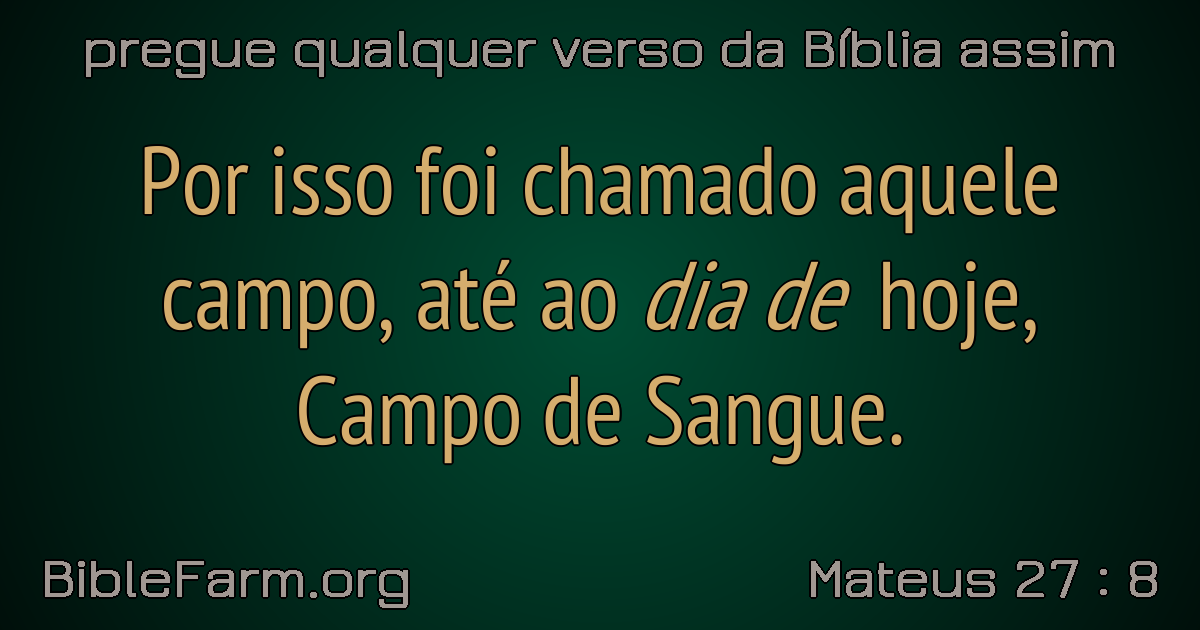 pregue qualquer verso da Bíblia assim
Por isso foi chamado aquele
campo, até ao dia de hoje,
Campo de Sangue.
BibleFarm.org
Mateus 27 : 8